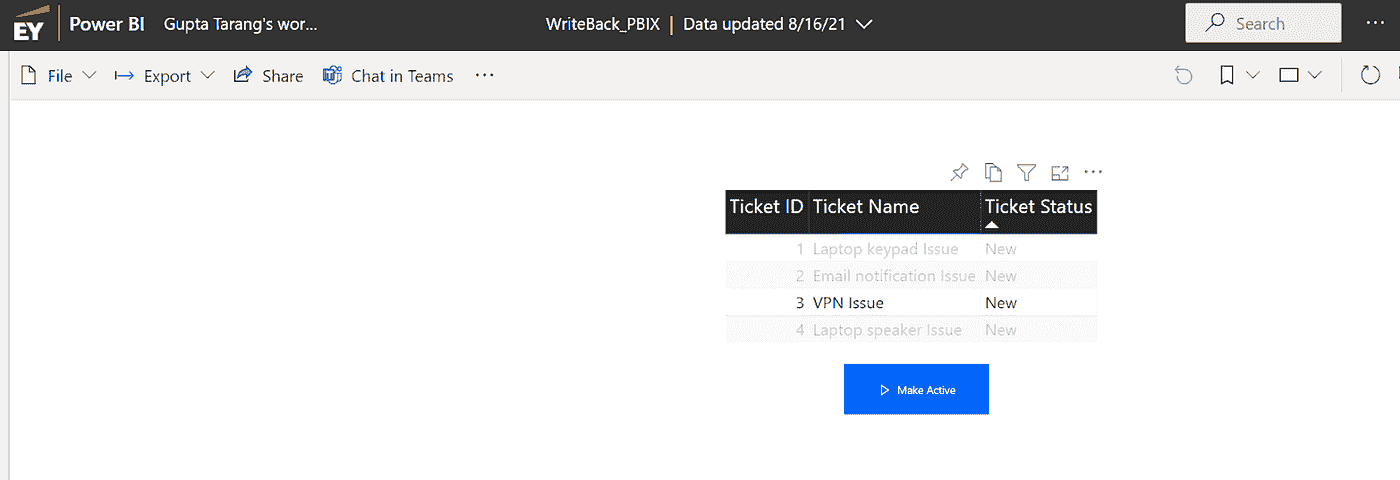 EY Power BI Gupta Tarang's wor... WriteBack_PBIX | Data updated 8/16/21 Search ...
File Export Share Chat in Teams ...
Ticket ID Ticket Name Ticket Status
1 Laptop keypad Issue New
2 Email notification Issue New
3 VPN Issue New
4 Laptop speaker Issue New
Make Active